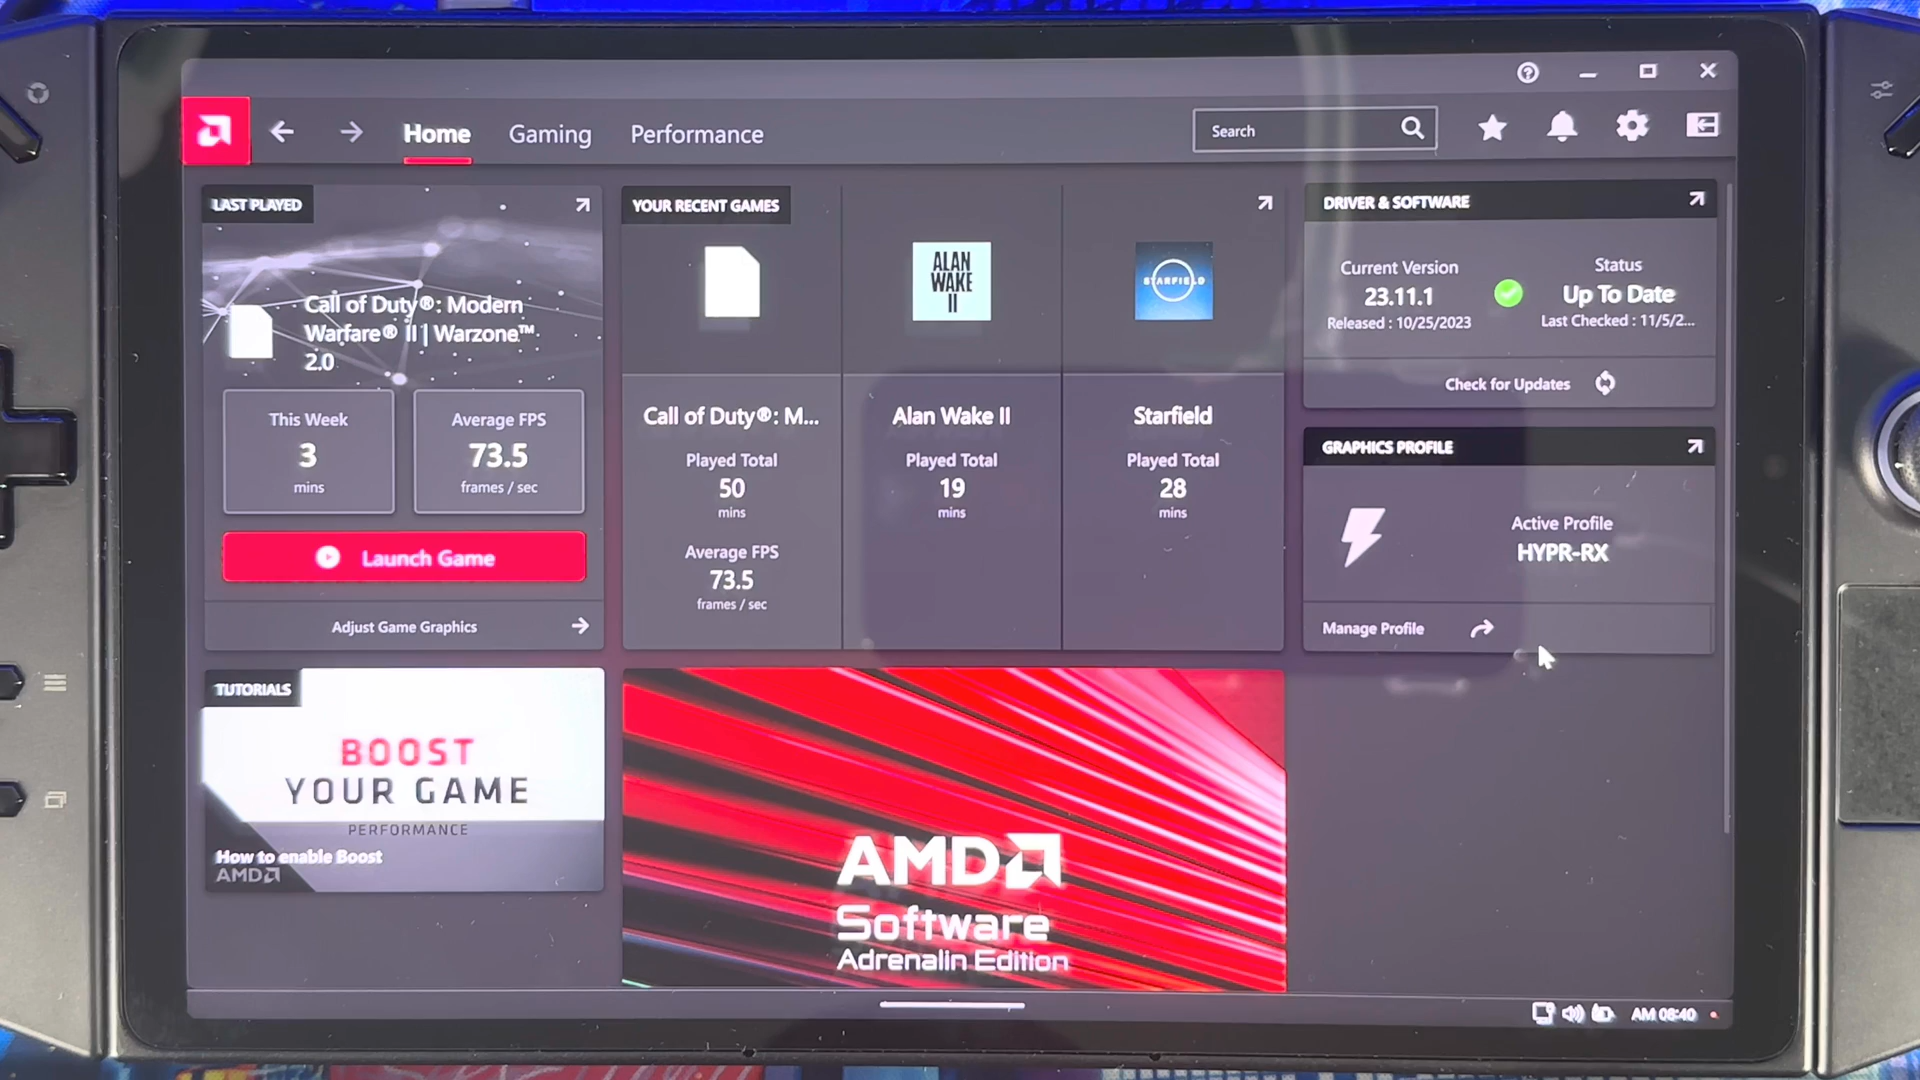 Home
Gaming
Performance
Search
LAST PLAYED
Call of Duty®: Modern
Warfare® II | Warzone™
2.0
This Week
3
mins
Average FPS
73.5
frames / sec
Launch Game
Adjust Game Graphics
YOUR RECENT GAMES
ALAN
WAKE
II
STARFIELD
Call of Duty®: M...
Played Total
50
mins
Average FPS
73.5
frames / sec
Alan Wake II
Played Total
19
mins
Starfield
Played Total
28
mins
DRIVER & SOFTWARE
Current Version
23.11.1
Released : 10/25/2023
Status
Up To Date
Last Checked : 11/5/2...
Check for Updates
GRAPHICS PROFILE
Active Profile
HYPR-RX
Manage Profile
TUTORIALS
BOOST
YOUR GAME
PERFORMANCE
How to enable Boost
AMD
AMD
Software
Adrenalin Edition
AM 08:40